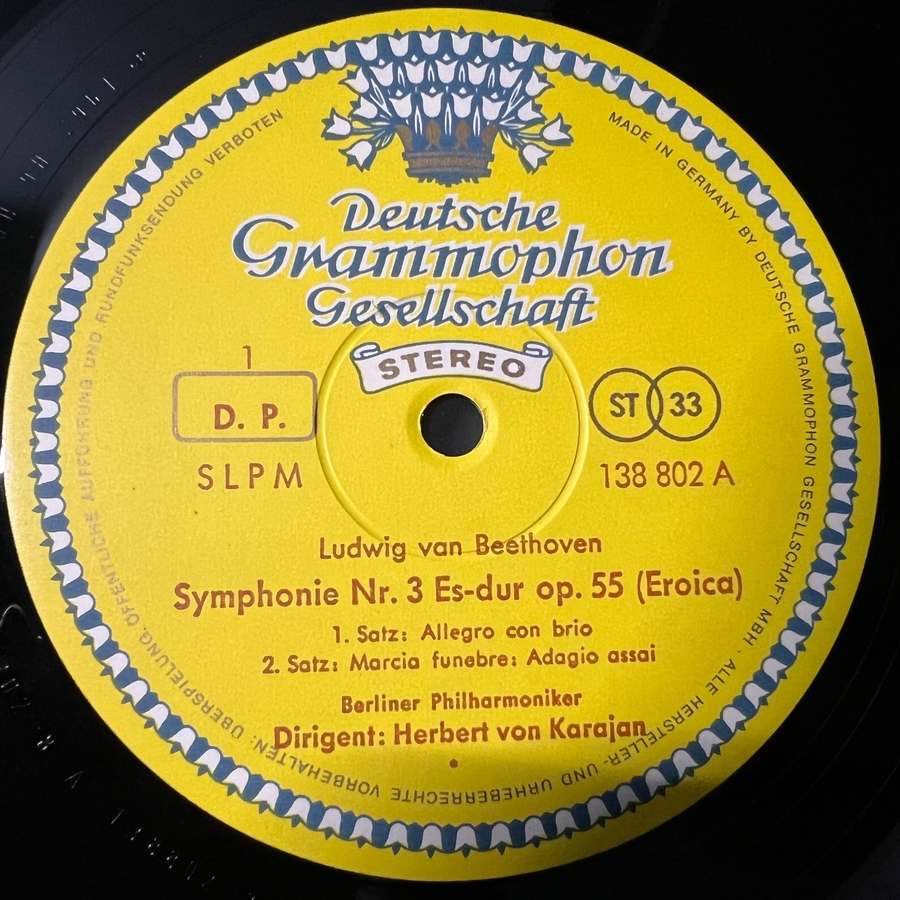 Deutsche
Grammophon
Gesellschaft
STEREO
1
D. P.
SLPM
ST 33
138 802 A
Ludwig van Beethoven
Symphonie Nr. 3 Es-dur op. 55 (Eroica)
1. Satz: Allegro con brio
2. Satz: Marcia funebre: Adagio assai
Berliner Philharmoniker
Dirigent: Herbert von Karajan
MADE IN GERMANY BY DEUTSCHE GRAMMOPHON GESELLSCHAFT MBH · ALLE HERSTELLER- UND URHEBERRECHTE VORBEHALTEN: ÜBERSPIELUNG, ÖFFENTLICHE AUFFÜHRUNG UND RUNDFUNKSENDUNG VERBOTEN